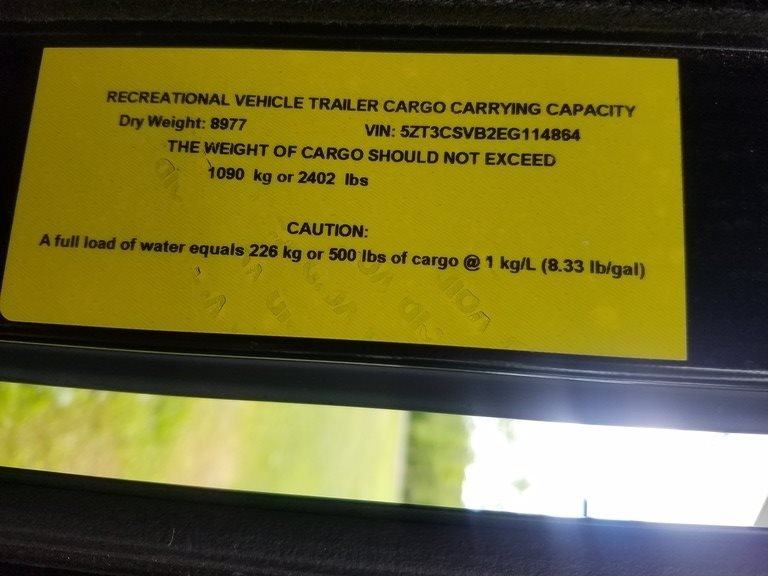 RECREATIONAL VEHICLE TRAILER CARGO CARRYING CAPACITY
Dry Weight: 8977 VIN: 5ZT3CSVB2EG114864
THE WEIGHT OF CARGO SHOULD NOT EXCEED
1090 kg or 2402 lbs
CAUTION:
A full load of water equals 226 kg or 500 lbs of cargo @ 1 kg/L (8.33 lb/gal)